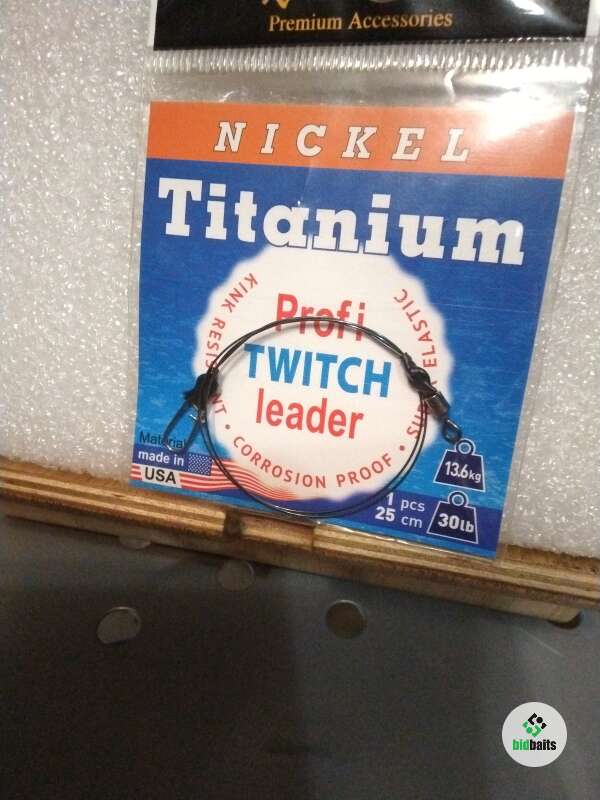 Premium Accessories
NICKEL
Titanium
KINK RESISTANT • CORROSION PROOF • SUPER ELASTIC
Profi
TWITCH
leader
Material
made in
USA
13.6kg
1 pcs
25 cm
30lb
bidbaits